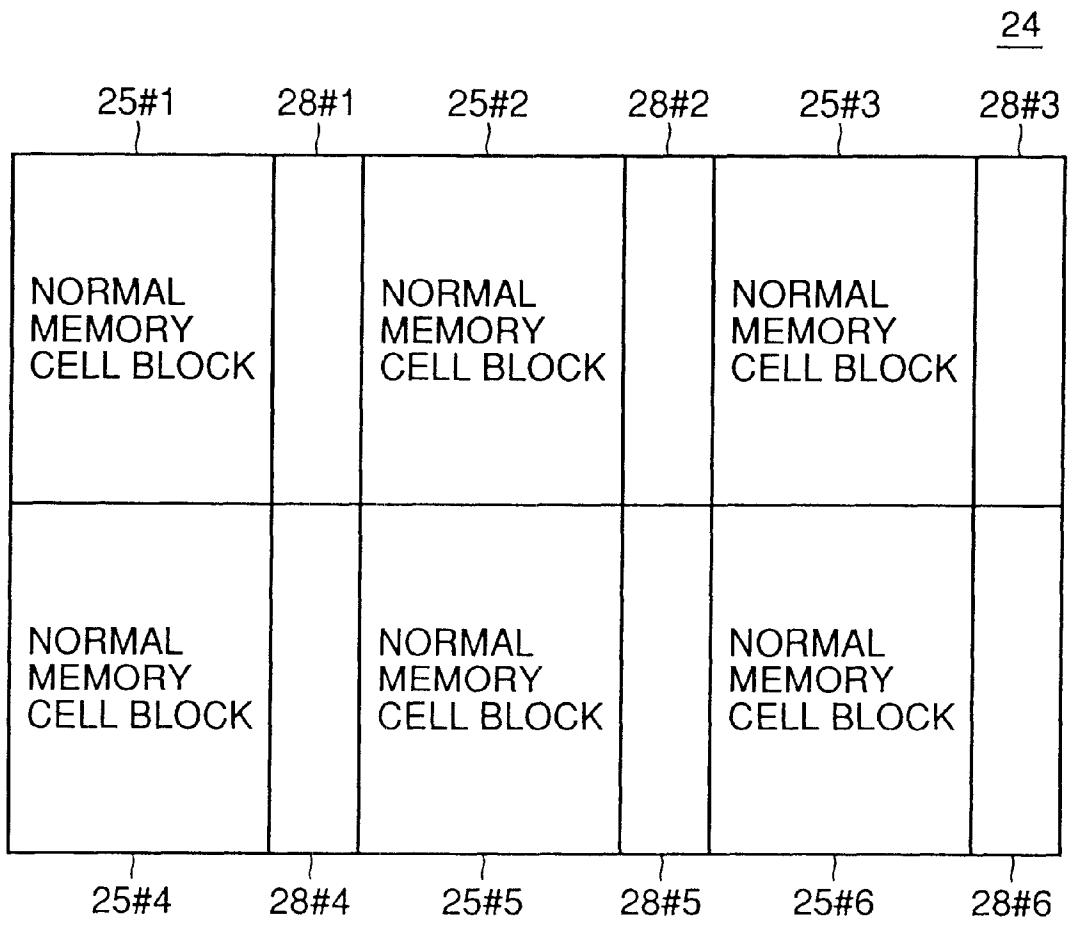 24
25#1 28#1 25#2 28#2 25#3 28#3
NORMAL
MEMORY
CELL BLOCK
NORMAL
MEMORY
CELL BLOCK
NORMAL
MEMORY
CELL BLOCK
NORMAL
MEMORY
CELL BLOCK
NORMAL
MEMORY
CELL BLOCK
NORMAL
MEMORY
CELL BLOCK
25#4 28#4 25#5 28#5 25#6 28#6